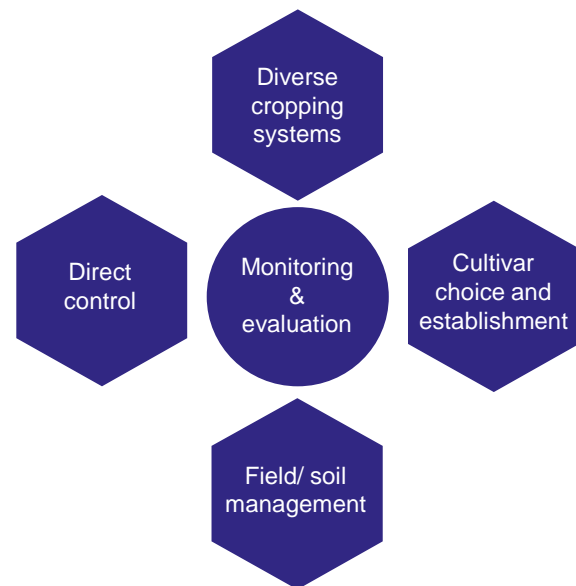 Diverse
cropping
systems
Direct
control
Monitoring
&
evaluation
Cultivar
choice and
establishment
Field/ soil
management